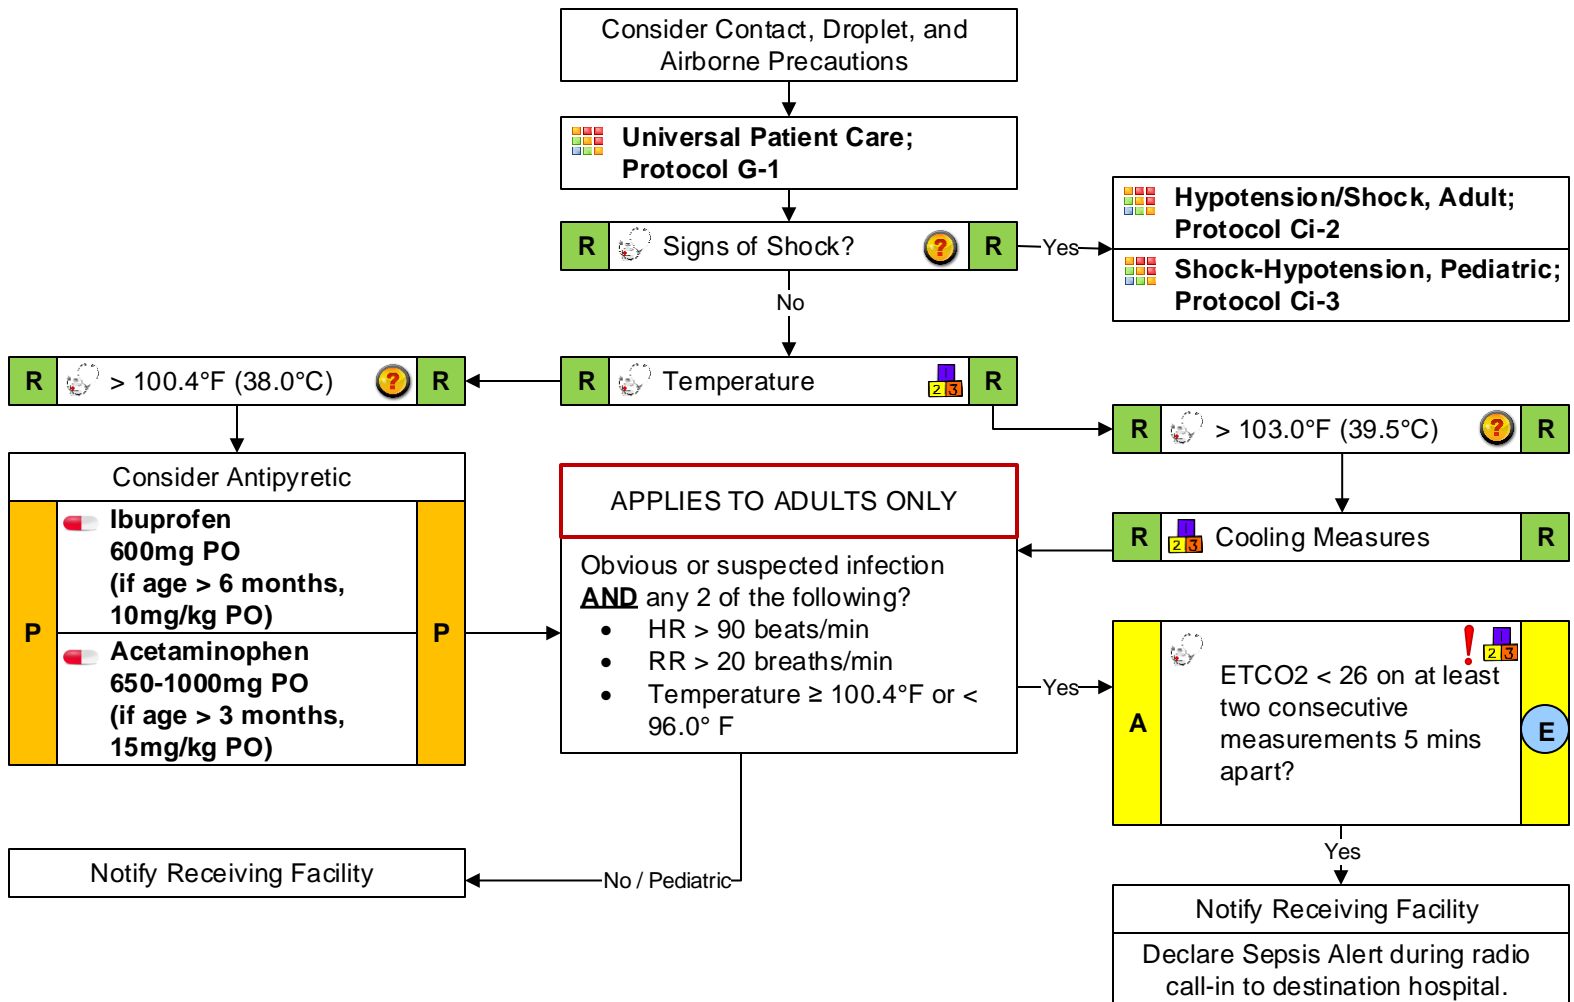 Consider Contact, Droplet, and
Airborne Precautions
Universal Patient Care;
Protocol G-1
R
Signs of Shock?
?
R
Yes
Hypotension/Shock, Adult;
Protocol Ci-2
Shock-Hypotension, Pediatric;
Protocol Ci-3
No
R
> 100.4°F (38.0°C)
?
R
R
Temperature
1
2 3
R
R
> 103.0°F (39.5°C)
?
R
Consider Antipyretic
P
Ibuprofen
600mg PO
(if age > 6 months,
10mg/kg PO)
Acetaminophen
650-1000mg PO
(if age > 3 months,
15mg/kg PO)
P
R
1
2 3
Cooling Measures
R
APPLIES TO ADULTS ONLY
Obvious or suspected infection
AND any 2 of the following?
• HR > 90 beats/min
• RR > 20 breaths/min
• Temperature ≥ 100.4°F or <
96.0° F
Yes
A
!
1
2 3
ETCO2 < 26 on at least
two consecutive
measurements 5 mins
apart?
E
No / Pediatric
Notify Receiving Facility
Yes
Notify Receiving Facility
Declare Sepsis Alert during radio
call-in to destination hospital.